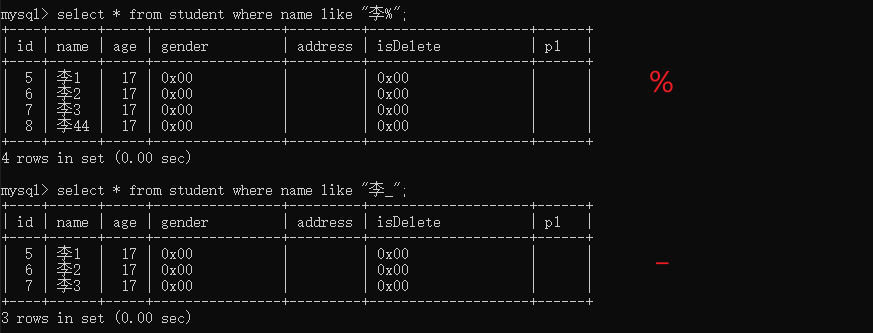 mysql> select * from student where name like "李%";
+----+------+-----+---------------+---------+-------------------+------+
| id | name | age | gender        | address | isDelete          | p1   |
+----+------+-----+---------------+---------+-------------------+------+
| 5 | 李1 | 17 | 0x00 | | 0x00 | |
| 6 | 李2 | 17 | 0x00 | | 0x00 | |
| 7 | 李3 | 17 | 0x00 | | 0x00 | |
| 8 | 李44 | 17 | 0x00 | | 0x00 | |
+----+------+-----+---------------+---------+-------------------+------+
4 rows in set (0.00 sec)
%
mysql> select * from student where name like "李_";
+----+------+-----+---------------+---------+-------------------+------+
| id | name | age | gender        | address | isDelete          | p1   |
+----+------+-----+---------------+---------+-------------------+------+
| 5 | 李1 | 17 | 0x00 | | 0x00 | |
| 6 | 李2 | 17 | 0x00 | | 0x00 | |
| 7 | 李3 | 17 | 0x00 | | 0x00 | |
+----+------+-----+---------------+---------+-------------------+------+
3 rows in set (0.00 sec)
_